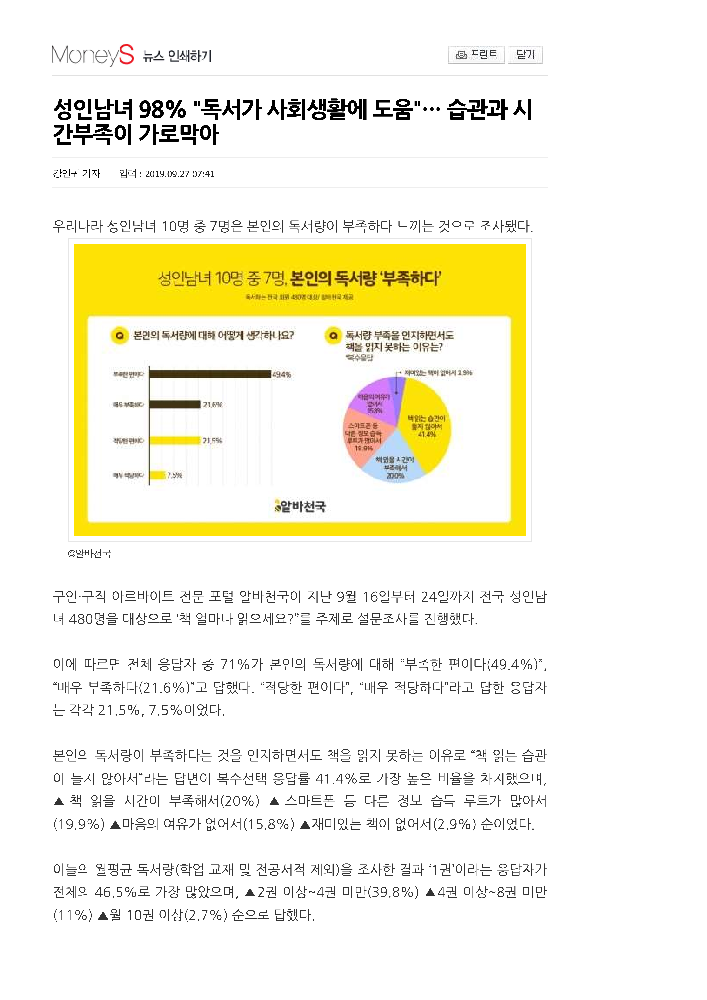 MoneyS 뉴스 인쇄하기
프린트 닫기
성인남녀 98% "독서가 사회생활에 도움"… 습관과 시
간부족이 가로막아
강인귀 기자 | 입력 : 2019.09.27 07:41
우리나라 성인남녀 10명 중 7명은 본인의 독서량이 부족하다 느끼는 것으로 조사됐다.
성인남녀 10명 중 7명, 본인의 독서량 ‘부족하다’
독서하는 전국 회원 480명 대상/ 알바천국 제공
Q 본인의 독서량에 대해 어떻게 생각하나요?
부족한 편이다 49.4%
매우 부족하다 21.6%
적당한 편이다 21.5%
매우 적당하다 7.5%
Q 독서량 부족을 인지하면서도
책을 읽지 못하는 이유는?
*복수응답
재미있는 책이 없어서 2.9%
마음의 여유가
없어서
15.8%
책 읽는 습관이
들지 않아서
41.4%
스마트폰 등
다른 정보 습득
루트가 많아서
19.9%
책 읽을 시간이
부족해서
20.0%
알바천국
©알바천국
구인·구직 아르바이트 전문 포털 알바천국이 지난 9월 16일부터 24일까지 전국 성인남
녀 480명을 대상으로 ‘책 얼마나 읽으세요?”를 주제로 설문조사를 진행했다.
이에 따르면 전체 응답자 중 71%가 본인의 독서량에 대해 “부족한 편이다(49.4%)”,
“매우 부족하다(21.6%)”고 답했다. “적당한 편이다”, “매우 적당하다”라고 답한 응답자
는 각각 21.5%, 7.5%이었다.
본인의 독서량이 부족하다는 것을 인지하면서도 책을 읽지 못하는 이유로 “책 읽는 습관
이 들지 않아서”라는 답변이 복수선택 응답률 41.4%로 가장 높은 비율을 차지했으며,
▲ 책 읽을 시간이 부족해서(20%) ▲ 스마트폰 등 다른 정보 습득 루트가 많아서
(19.9%) ▲마음의 여유가 없어서(15.8%) ▲재미있는 책이 없어서(2.9%) 순이었다.
이들의 월평균 독서량(학업 교재 및 전공서적 제외)을 조사한 결과 ‘1권’이라는 응답자가
전체의 46.5%로 가장 많았으며, ▲2권 이상~4권 미만(39.8%) ▲4권 이상~8권 미만
(11%) ▲월 10권 이상(2.7%) 순으로 답했다.